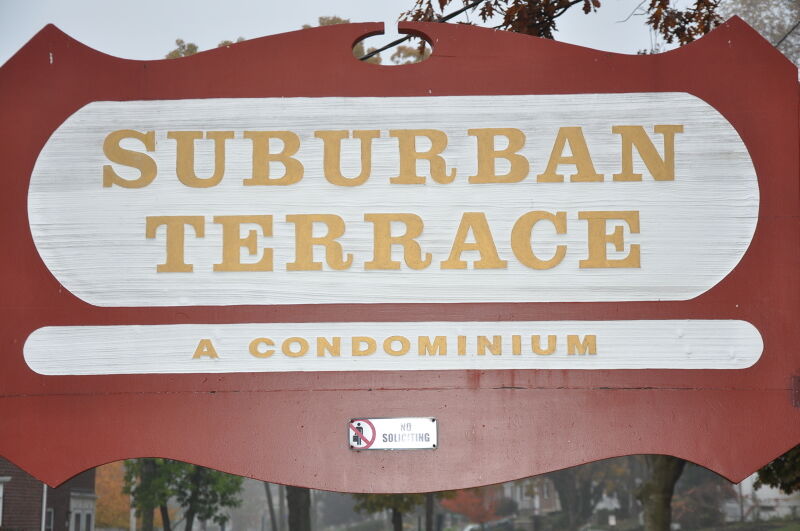 SUBURBAN
TERRACE
A CONDOMINIUM
NO
SOLICITING